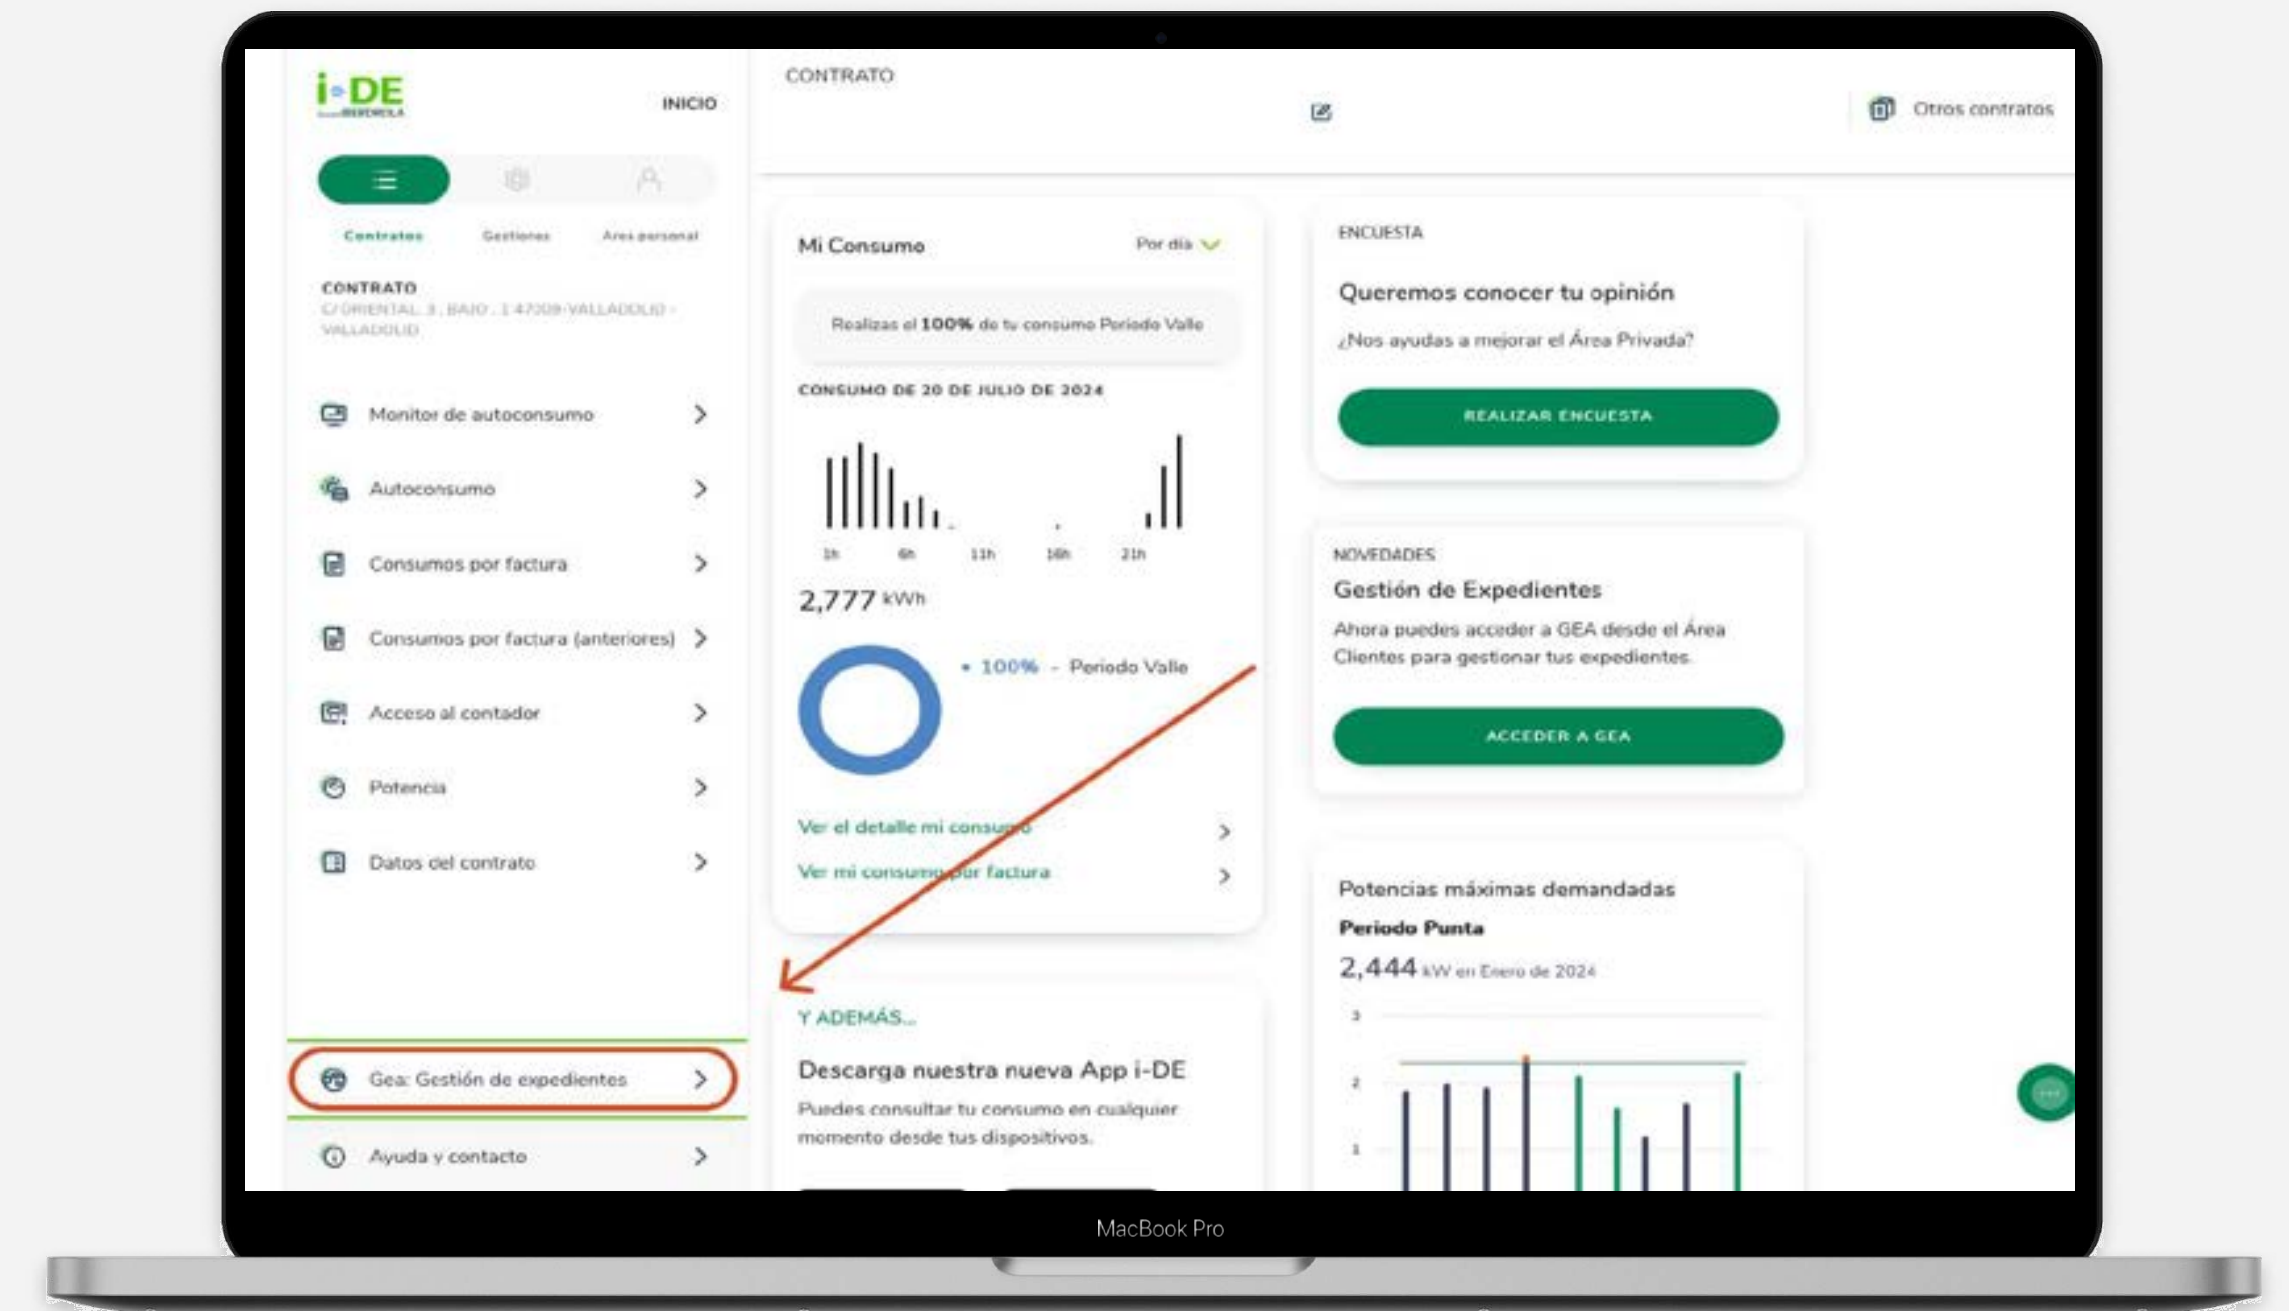 i-DE
INICIO
Contratos
Gestiones
Area personal
CONTRATO
C/ ORIENTAL, 3 , BAJO , 1 47009-VALLADOLID -
VALLADOLID
Monitor de autoconsumo
Autoconsumo
Consumos por factura
Consumos por factura (anteriores)
Acceso al contador
Potencia
Datos del contrato
Gea: Gestión de expedientes
Ayuda y contacto
CONTRATO
Otros contratos
Mi Consumo
Por día
Realizas el 100% de tu consumo Periodo Valle
CONSUMO DE 20 DE JULIO DE 2024
1h 6h 11h 16h 21h
2,777 kWh
• 100% - Periodo Valle
Ver el detalle mi consumo
Ver mi consumo por factura
Y ADEMÁS...
Descarga nuestra nueva App i-DE
Puedes consultar tu consumo en cualquier
momento desde tus dispositivos.
ENCUESTA
Queremos conocer tu opinión
¿Nos ayudas a mejorar el Área Privada?
REALIZAR ENCUESTA
NOVEDADES
Gestión de Expedientes
Ahora puedes acceder a GEA desde el Área
Clientes para gestionar tus expedientes.
ACCEDER A GEA
Potencias máximas demandadas
Periodo Punta
2,444 kW en Enero de 2024
3
2
1
MacBook Pro